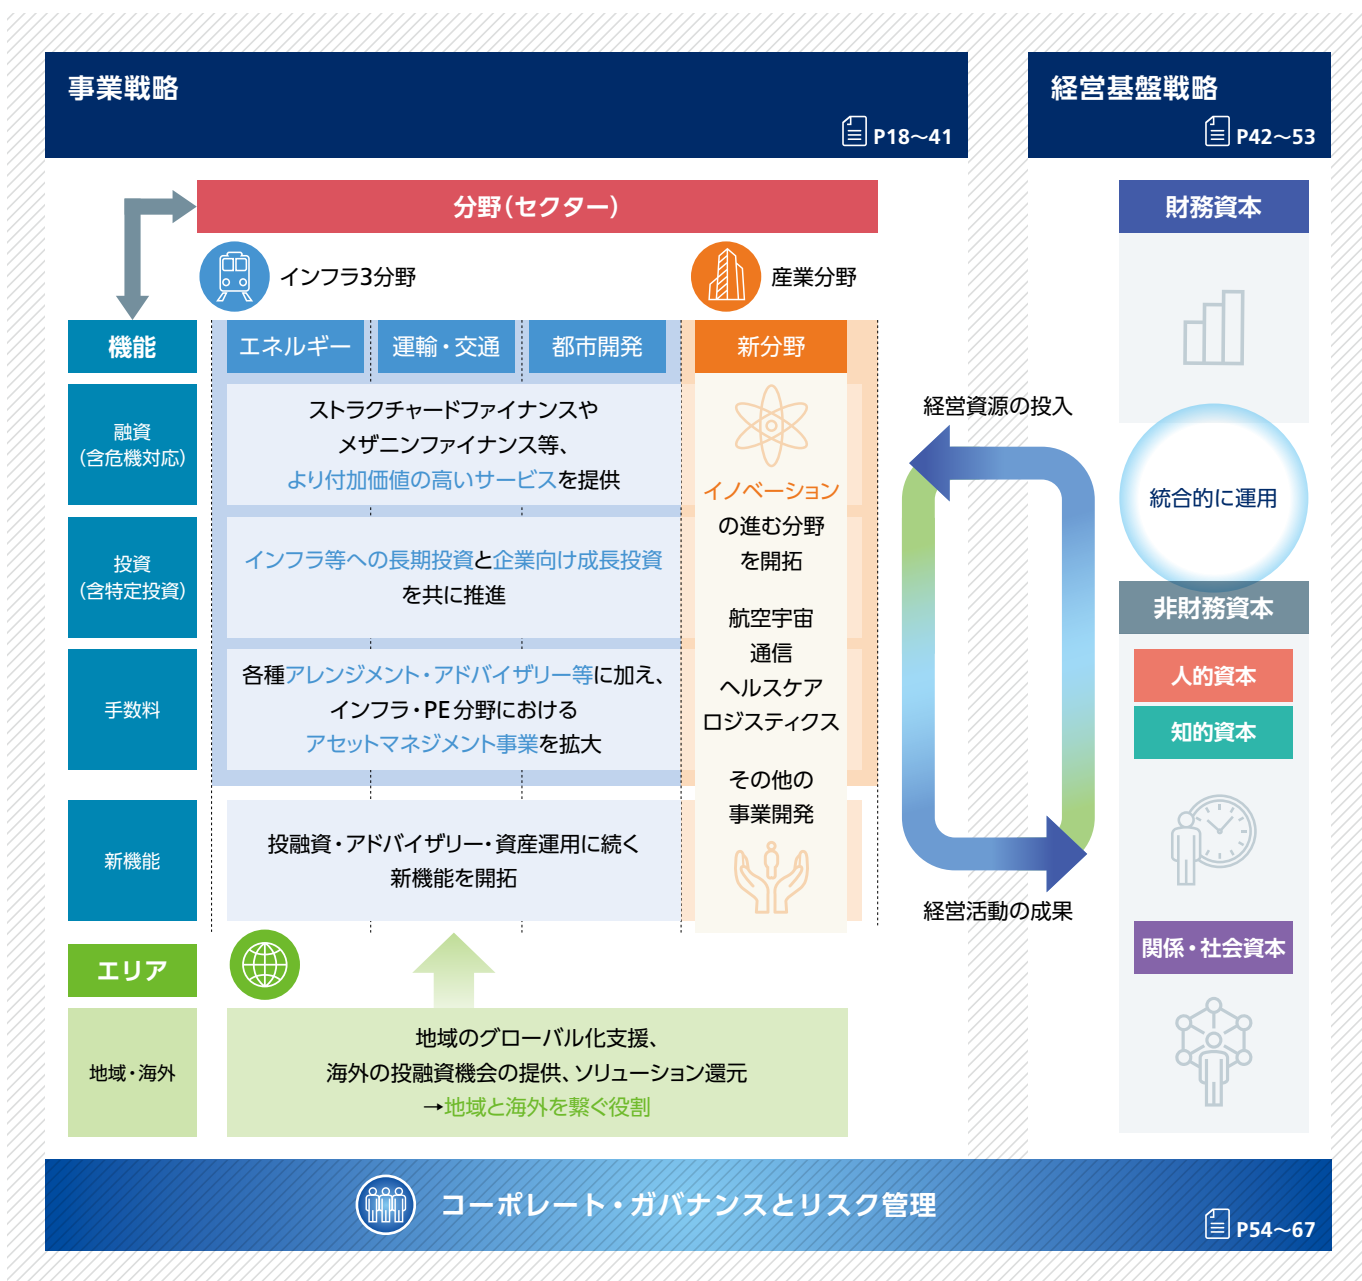 事業戦略
P18～41
経営基盤戦略
P42～53
分野（セクター）
インフラ3分野
産業分野
機能
エネルギー
運輸・交通
都市開発
新分野
融資
（含危機対応）
ストラクチャードファイナンスや
メザニンファイナンス等、
より付加価値の高いサービスを提供
投資
（含特定投資）
インフラ等への長期投資と企業向け成長投資
を共に推進
手数料
各種アレンジメント・アドバイザリー等に加え、
インフラ・PE分野における
アセットマネジメント事業を拡大
新機能
投融資・アドバイザリー・資産運用に続く
新機能を開拓
イノベーション
の進む分野
を開拓
航空宇宙
通信
ヘルスケア
ロジスティクス
その他の
事業開発
エリア
地域・海外
地域のグローバル化支援、
海外の投融資機会の提供、ソリューション還元
→地域と海外を繋ぐ役割
経営資源の投入
経営活動の成果
財務資本
統合的に運用
非財務資本
人的資本
知的資本
関係・社会資本
コーポレート・ガバナンスとリスク管理
P54～67